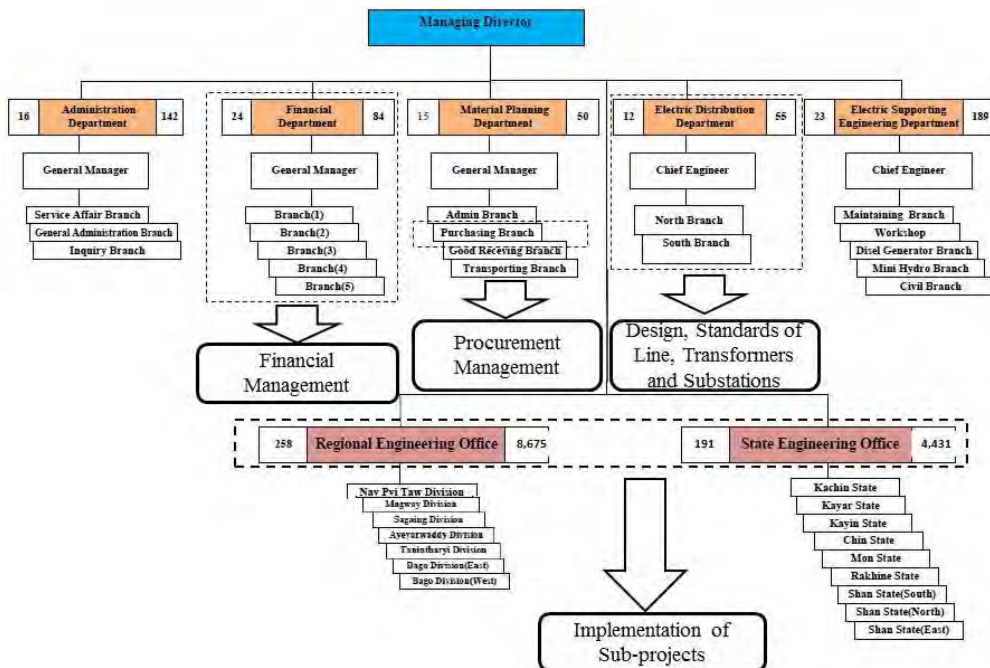 Managing Director
16
Administration
Department
142
24
Financial
Department
84
15
Material Planning
Department
50
12
Electric Distribution
Department
55
23
Electric Supporting
Engineering Department
189
General Manager
General Manager
General Manager
Chief Engineer
Chief Engineer
Service Affair Branch
General Administration Branch
Inquiry Branch
Branch(1)
Branch(2)
Branch(3)
Branch(4)
Branch(5)
Admin Branch
Purchasing Branch
Good Receving Branch
Transporting Branch
North Branch
South Branch
Maintaining Branch
Workshop
Disel Generator Branch
Mini Hydro Branch
Civil Branch
Financial
Management
Procurement
Management
Design, Standards of
Line, Transformers
and Substations
258
Regional Engineering Office
8,675
191
State Engineering Office
4,431
Nay Pyi Taw Division
Magway Division
Sagaing Division
Ayeyarwaddy Division
Tanintharyi Division
Bago Division(East)
Bago Division(West)
Kachin State
Kayar State
Kayin State
Chin State
Mon State
Rakhine State
Shan State(South)
Shan State(North)
Shan State(East)
Implementation of
Sub-projects